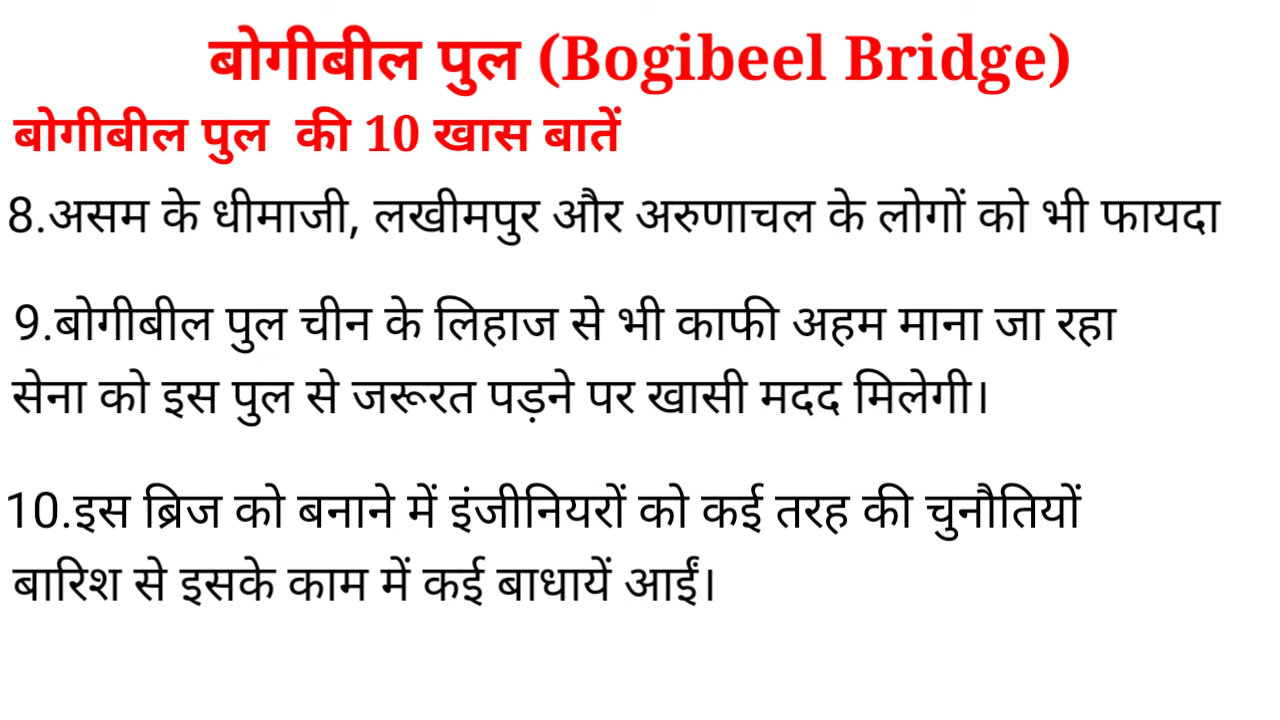 बोगीबील पुल (Bogibeel Bridge)
बोगीबील पुल की 10 खास बातें
8.असम के धीमाजी, लखीमपुर और अरुणाचल के लोगों को भी फायदा
9.बोगीबील पुल चीन के लिहाज से भी काफी अहम माना जा रहा
सेना को इस पुल से जरूरत पड़ने पर खासी मदद मिलेगी।
10.इस ब्रिज को बनाने में इंजीनियरों को कई तरह की चुनौतियों
बारिश से इसके काम में कई बाधायें आईं।